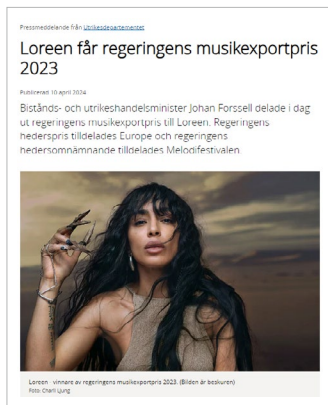 Pressmeddelande från Utrikesdepartementet
Loreen får regeringens musikexportpris
2023
Publicerad 10 april 2024
Bistånds- och utrikeshandelsminister Johan Forssell delade i dag
ut regeringens musikexportpris till Loreen. Regeringens
hederspris tilldelades Europe och regeringens
hedersomnämnande tilldelades Melodifestivalen.
Loreen - vinnare av regeringens musikexportpris 2023. (Bilden är beskuren)
Foto: Charli Ljung